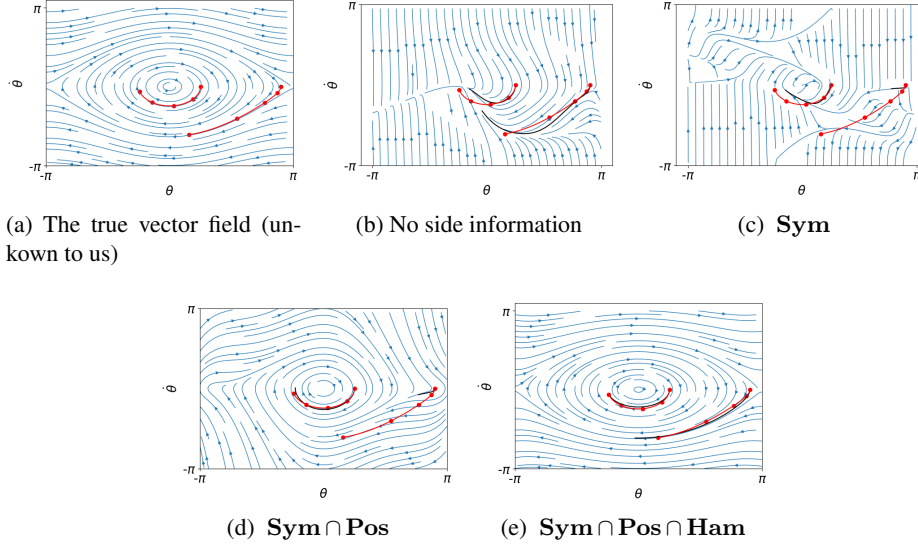 π
θ̇
-π
-π
θ
π
π
θ̇
-π
-π
θ
π
π
θ̇
-π
-π
θ
π
(a) The true vector field (un-
kown to us)
(b) No side information
(c) Sym
π
θ̇
-π
-π
θ
π
π
θ̇
-π
-π
θ
π
(d) Sym ∩ Pos
(e) Sym ∩ Pos ∩ Ham